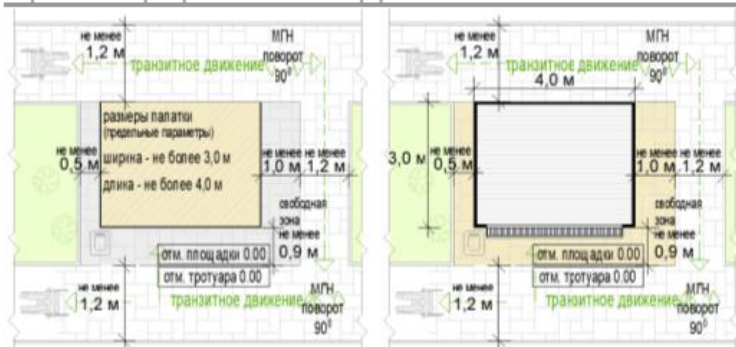 не менее
1,2 м
МГН
поворот
90⁰
транзитное движение
размеры палатки
(предельные параметры)
ширина - не более 3,0 м
длина - не более 4,0 м
не менее
0,5 м
не менее
1,0 м
не менее
1,2 м
свободная
зона
не менее
0,9 м
отм. площадки 0.00
отм. тротуара 0.00
не менее
1,2 м
транзитное движение
МГН
поворот
90⁰
не менее
1,2 м
МГН
поворот
90⁰
транзитное движение
4,0 м
3,0 м
не менее
0,5 м
не менее
1,0 м
не менее
1,2 м
свободная
зона
не менее
0,9 м
отм. площадки 0.00
отм. тротуара 0.00
не менее
1,2 м
транзитное движение
МГН
поворот
90⁰